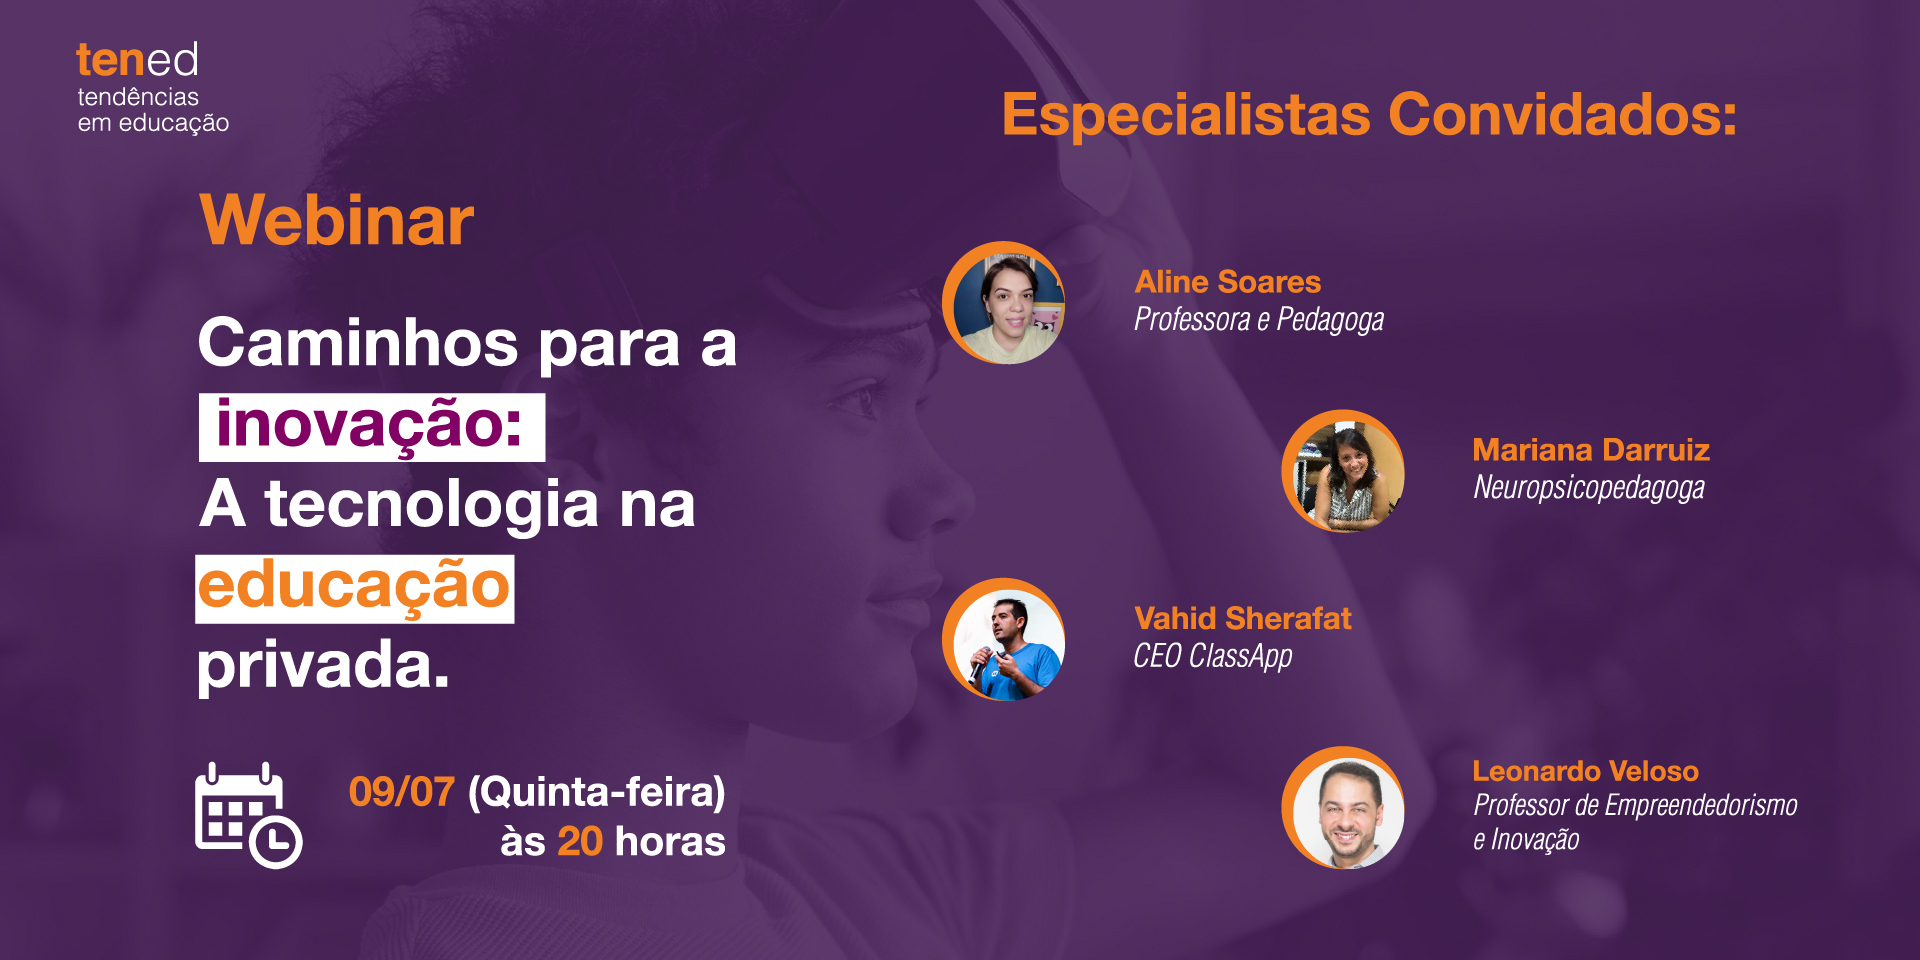 tened
tendências
em educação
Webinar
Caminhos para a
inovação:
A tecnologia na
educação
privada.
09/07 (Quinta-feira)
às 20 horas
Especialistas Convidados:
Aline Soares
Professora e Pedagoga
Mariana Darruiz
Neuropsicopedagoga
Vahid Sherafat
CEO ClassApp
Leonardo Veloso
Professor de Empreendedorismo
e Inovação